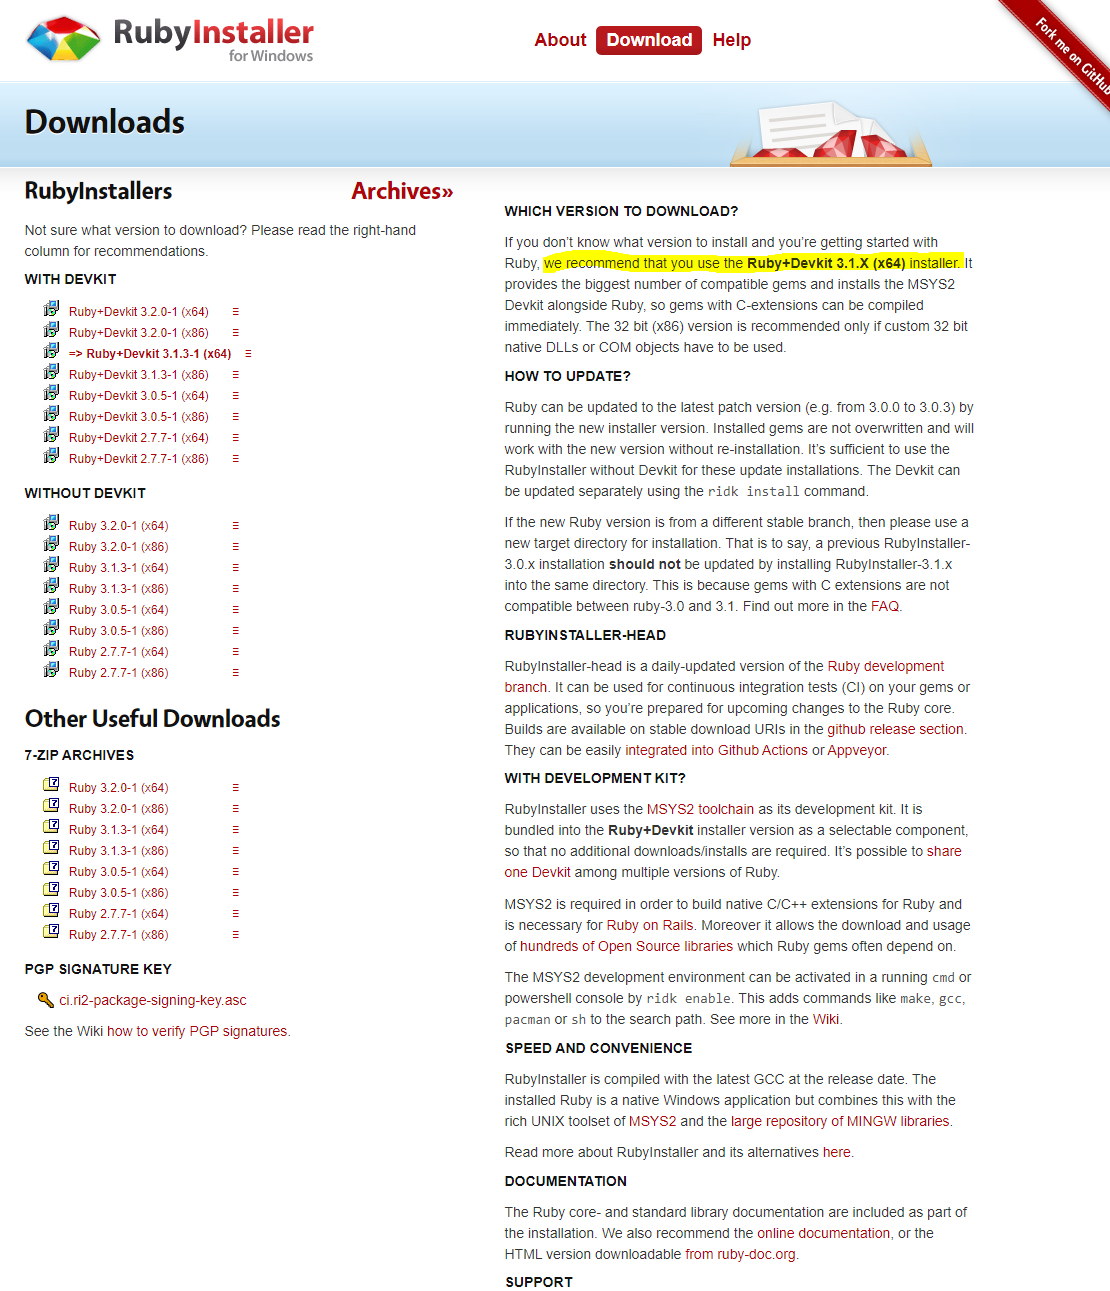 RubyInstaller
for Windows
About Download Help
Fork me on GitHub
Downloads
RubyInstallers
Archives»
Not sure what version to download? Please read the right-hand
column for recommendations.
WITH DEVKIT
Ruby+Devkit 3.2.0-1 (x64) ≡
Ruby+Devkit 3.2.0-1 (x86) ≡
=> Ruby+Devkit 3.1.3-1 (x64) ≡
Ruby+Devkit 3.1.3-1 (x86) ≡
Ruby+Devkit 3.0.5-1 (x64) ≡
Ruby+Devkit 3.0.5-1 (x86) ≡
Ruby+Devkit 2.7.7-1 (x64) ≡
Ruby+Devkit 2.7.7-1 (x86) ≡
WITHOUT DEVKIT
Ruby 3.2.0-1 (x64) ≡
Ruby 3.2.0-1 (x86) ≡
Ruby 3.1.3-1 (x64) ≡
Ruby 3.1.3-1 (x86) ≡
Ruby 3.0.5-1 (x64) ≡
Ruby 3.0.5-1 (x86) ≡
Ruby 2.7.7-1 (x64) ≡
Ruby 2.7.7-1 (x86) ≡
Other Useful Downloads
7-ZIP ARCHIVES
Ruby 3.2.0-1 (x64) ≡
Ruby 3.2.0-1 (x86) ≡
Ruby 3.1.3-1 (x64) ≡
Ruby 3.1.3-1 (x86) ≡
Ruby 3.0.5-1 (x64) ≡
Ruby 3.0.5-1 (x86) ≡
Ruby 2.7.7-1 (x64) ≡
Ruby 2.7.7-1 (x86) ≡
PGP SIGNATURE KEY
ci.ri2-package-signing-key.asc
See the Wiki how to verify PGP signatures.
WHICH VERSION TO DOWNLOAD?
If you don’t know what version to install and you’re getting started with
Ruby, we recommend that you use the Ruby+Devkit 3.1.X (x64) installer. It
provides the biggest number of compatible gems and installs the MSYS2
Devkit alongside Ruby, so gems with C-extensions can be compiled
immediately. The 32 bit (x86) version is recommended only if custom 32 bit
native DLLs or COM objects have to be used.
HOW TO UPDATE?
Ruby can be updated to the latest patch version (e.g. from 3.0.0 to 3.0.3) by
running the new installer version. Installed gems are not overwritten and will
work with the new version without re-installation. It’s sufficient to use the
RubyInstaller without Devkit for these update installations. The Devkit can
be updated separately using the ridk install command.
If the new Ruby version is from a different stable branch, then please use a
new target directory for installation. That is to say, a previous RubyInstaller-
3.0.x installation should not be updated by installing RubyInstaller-3.1.x
into the same directory. This is because gems with C extensions are not
compatible between ruby-3.0 and 3.1. Find out more in the FAQ.
RUBYINSTALLER-HEAD
RubyInstaller-head is a daily-updated version of the Ruby development
branch. It can be used for continuous integration tests (CI) on your gems or
applications, so you’re prepared for upcoming changes to the Ruby core.
Builds are available on stable download URIs in the github release section.
They can be easily integrated into Github Actions or Appveyor.
WITH DEVELOPMENT KIT?
RubyInstaller uses the MSYS2 toolchain as its development kit. It is
bundled into the Ruby+Devkit installer version as a selectable component,
so that no additional downloads/installs are required. It’s possible to share
one Devkit among multiple versions of Ruby.
MSYS2 is required in order to build native C/C++ extensions for Ruby and
is necessary for Ruby on Rails. Moreover it allows the download and usage
of hundreds of Open Source libraries which Ruby gems often depend on.
The MSYS2 development environment can be activated in a running cmd or
powershell console by ridk enable. This adds commands like make, gcc,
pacman or sh to the search path. See more in the Wiki.
SPEED AND CONVENIENCE
RubyInstaller is compiled with the latest GCC at the release date. The
installed Ruby is a native Windows application but combines this with the
rich UNIX toolset of MSYS2 and the large repository of MINGW libraries.
Read more about RubyInstaller and its alternatives here.
DOCUMENTATION
The Ruby core- and standard library documentation are included as part of
the installation. We also recommend the online documentation, or the
HTML version downloadable from ruby-doc.org.
SUPPORT